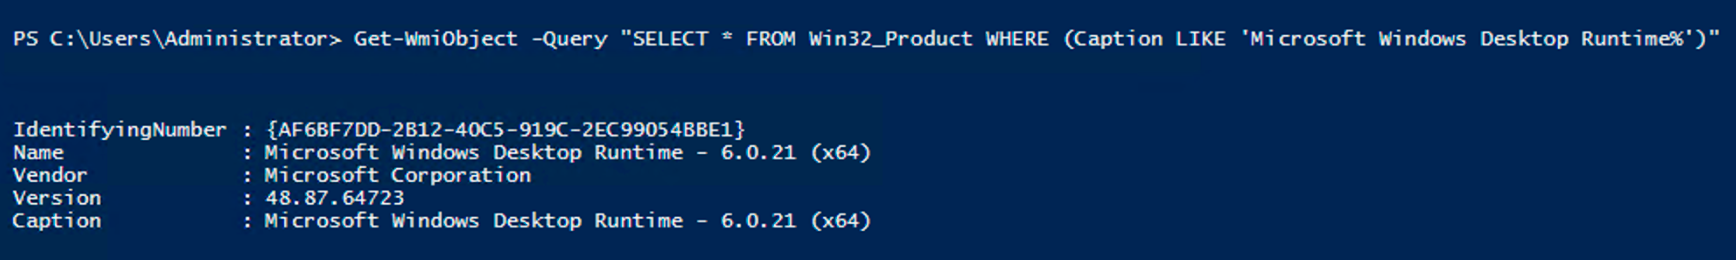 PS C:\Users\Administrator> Get-WmiObject -Query "SELECT * FROM Win32_Product WHERE (Caption LIKE 'Microsoft Windows Desktop Runtime%')"
IdentifyingNumber : {AF6BF7DD-2B12-40C5-919C-2EC99054BBE1}
Name              : Microsoft Windows Desktop Runtime - 6.0.21 (x64)
Vendor            : Microsoft Corporation
Version           : 48.87.64723
Caption           : Microsoft Windows Desktop Runtime - 6.0.21 (x64)